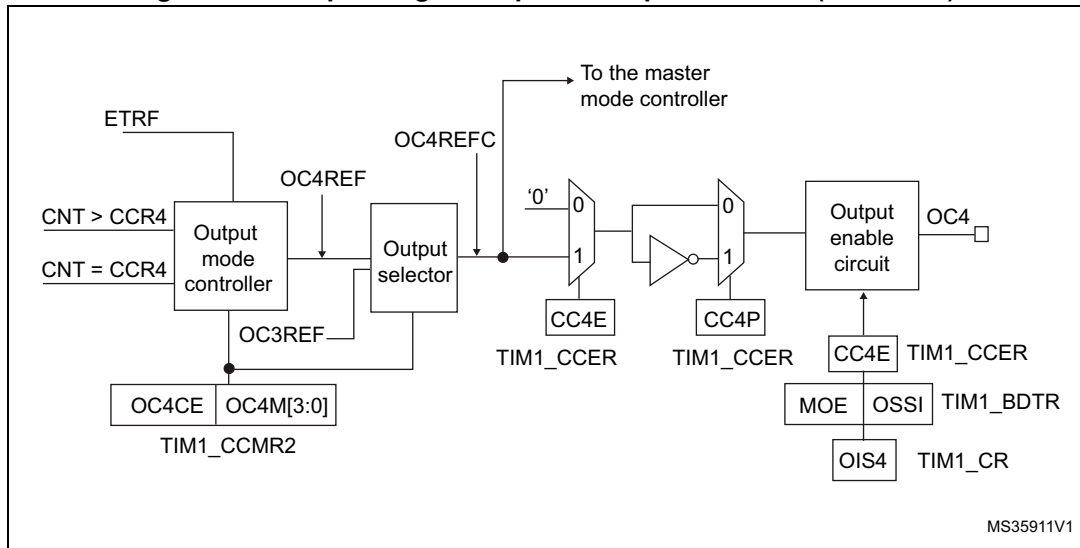 To the master
mode controller
ETRF
OC4REFC
OC4REF
'0'
0
0
CNT > CCR4
Output
mode
controller
Output
selector
Output
enable
circuit
OC4
1
1
CNT = CCR4
OC3REF
CC4E
CC4P
TIM1_CCER
TIM1_CCER
CC4E
TIM1_CCER
OC4CE
OC4M[3:0]
MOE
OSSI
TIM1_BDTR
TIM1_CCMR2
OIS4
TIM1_CR
MS35911V1